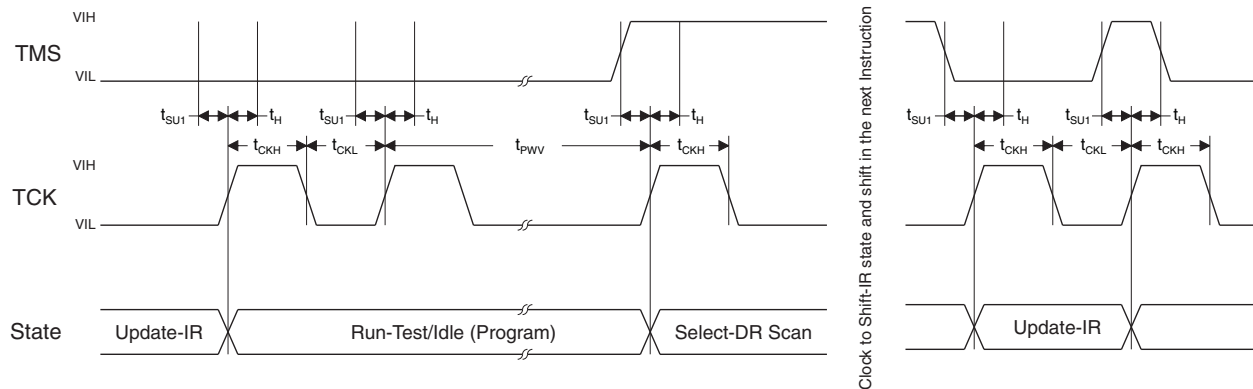 VIH
TMS
VIL
tSU1
tH
tSU1
tH
tSU1
tH
tSU1
tH
tSU1
tH
tCKH
tCKL
tPWV
tCKH
tCKH
tCKL
tCKH
VIH
TCK
VIL
State
Update-IR
Run-Test/Idle (Program)
Select-DR Scan
Clock to Shift-IR state and shift in the next Instruction
Update-IR